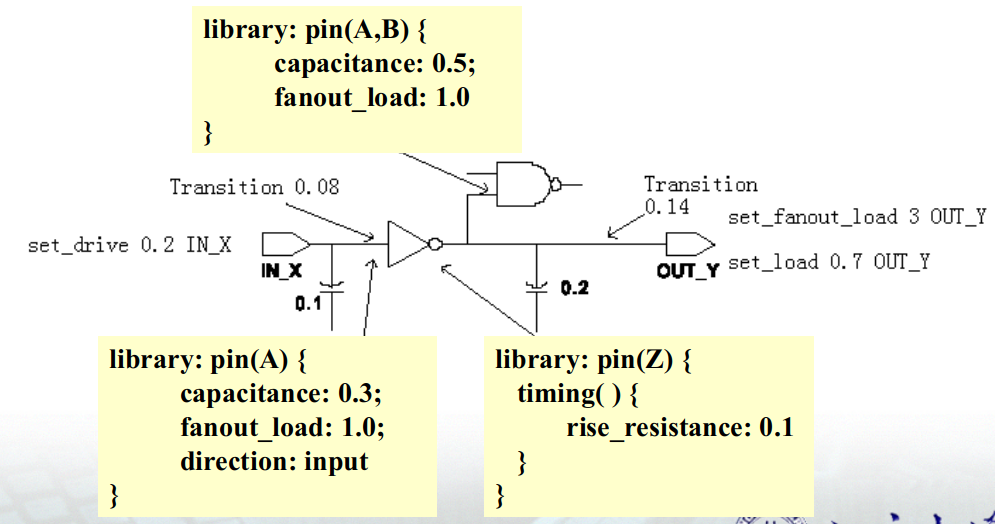 library: pin(A,B) {
capacitance: 0.5;
fanout_load: 1.0
}
Transition 0.08
Transition
0.14
set_fanout_load 3 OUT_Y
set_drive 0.2 IN_X
IN_X
OUT_Y
set_load 0.7 OUT_Y
0.1
0.2
library: pin(A) {
capacitance: 0.3;
fanout_load: 1.0;
direction: input
}
library: pin(Z) {
timing( ) {
rise_resistance: 0.1
}
}